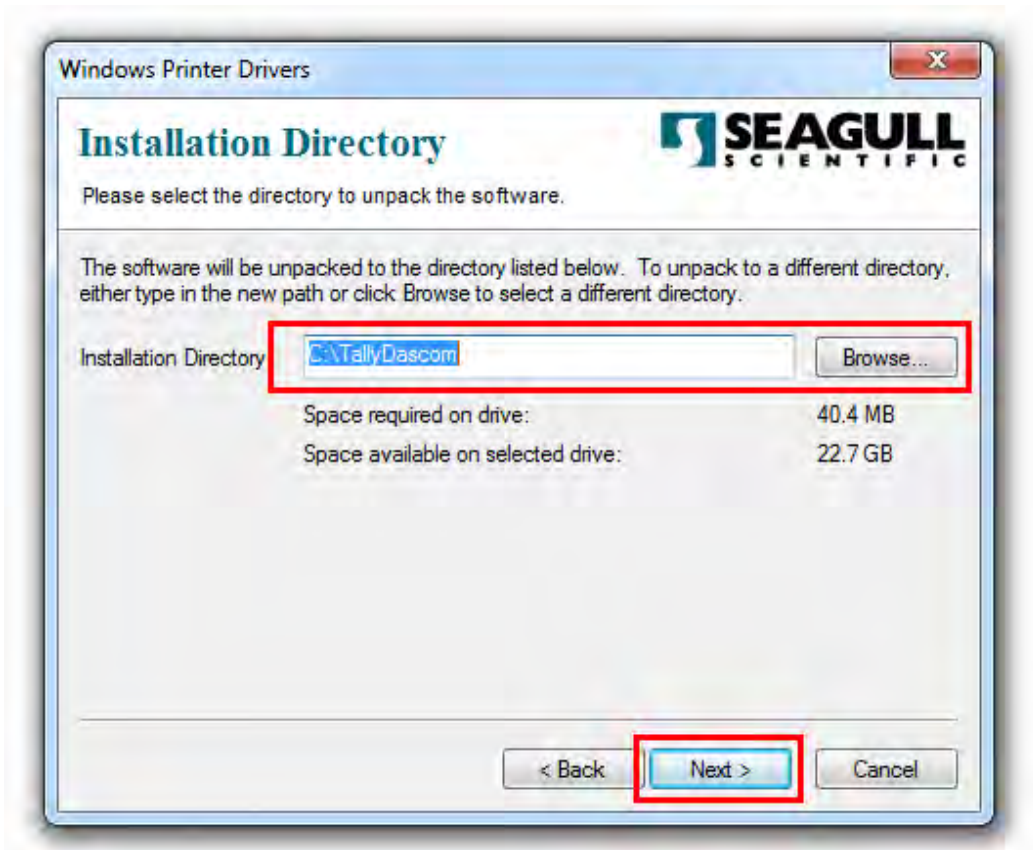 Windows Printer Drivers
Installation Directory
SEAGULL
SCIENTIFIC
Please select the directory to unpack the software.
The software will be unpacked to the directory listed below. To unpack to a different directory,
either type in the new path or click Browse to select a different directory.
Installation Directory C:\TallyDascom Browse...
Space required on drive: 40.4 MB
Space available on selected drive: 22.7 GB
< Back Next > Cancel